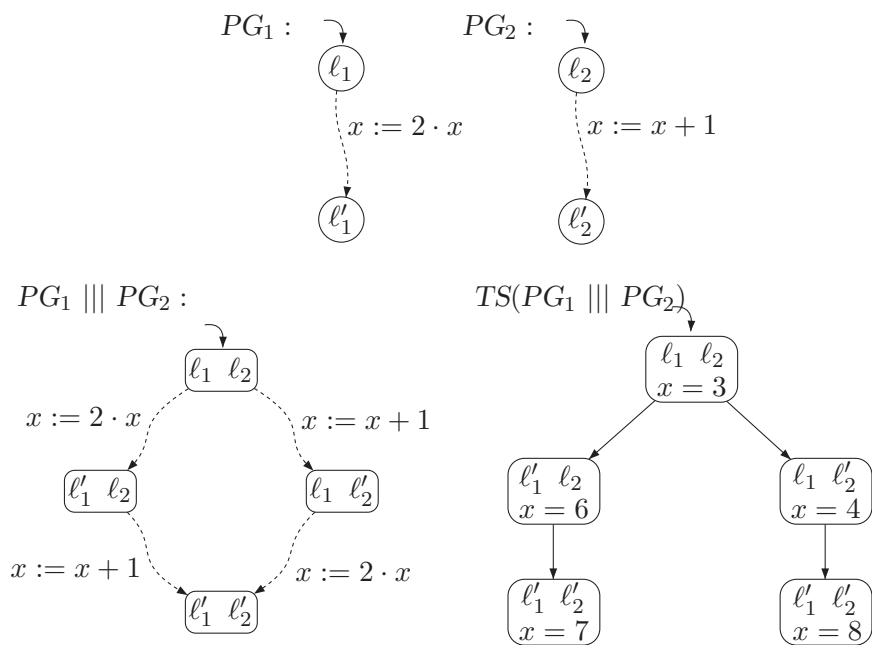 PG₁ :
PG₂ :
ℓ₁
ℓ₂
x := 2 · x
x := x + 1
ℓ′₁
ℓ′₂
PG₁ ||| PG₂ :
ℓ₁ ℓ₂
x := 2 · x
x := x + 1
ℓ′₁ ℓ₂
ℓ₁ ℓ′₂
x := x + 1
x := 2 · x
ℓ′₁ ℓ′₂
TS(PG₁ ||| PG₂)
ℓ₁ ℓ₂
x = 3
ℓ′₁ ℓ₂
x = 6
ℓ₁ ℓ′₂
x = 4
ℓ′₁ ℓ′₂
x = 7
ℓ′₁ ℓ′₂
x = 8